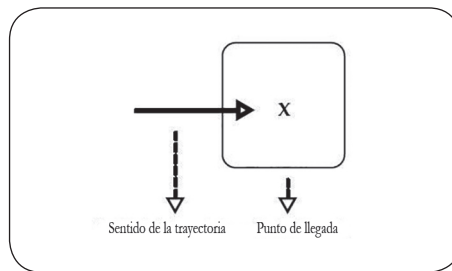 X
Sentido de la trayectoria
Punto de llegada